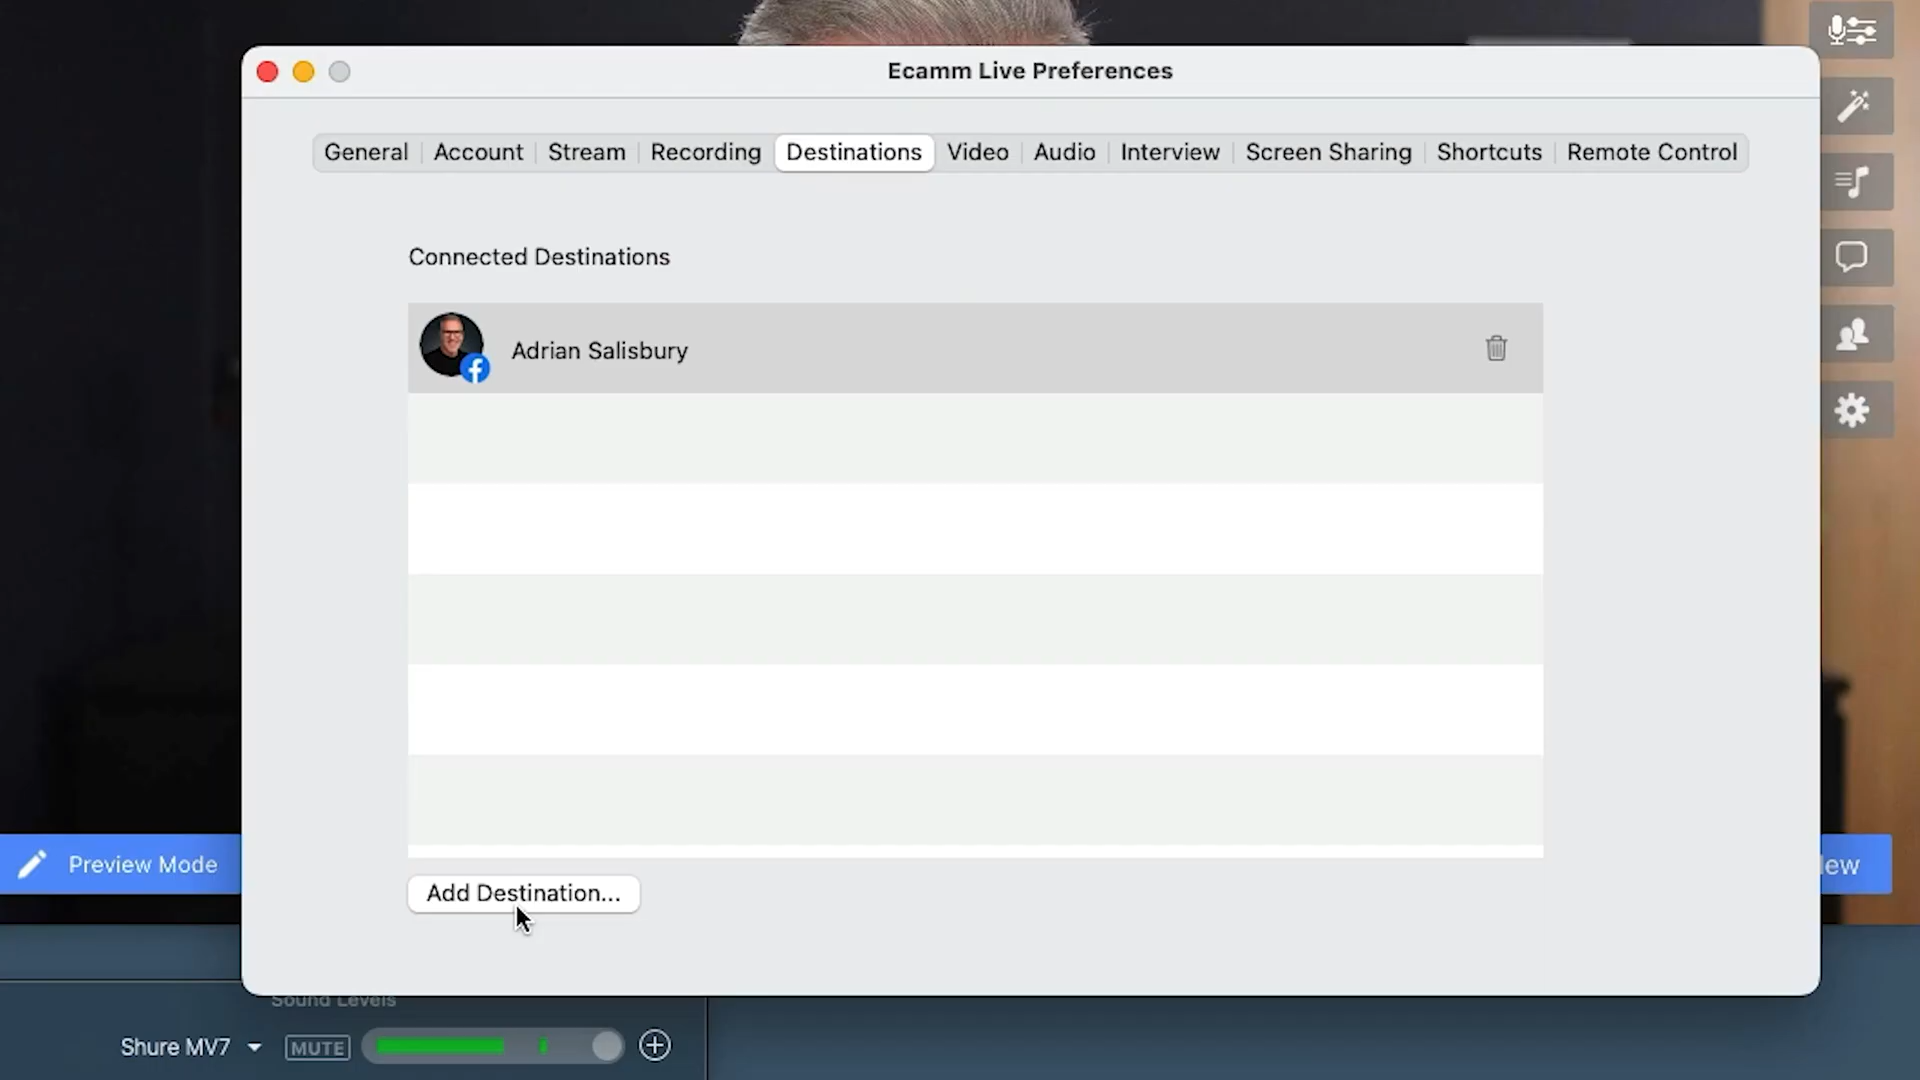 Ecamm Live Preferences
General Account Stream Recording Destinations Video Audio Interview Screen Sharing Shortcuts Remote Control
Connected Destinations
Adrian Salisbury
Preview Mode
Add Destination...
Sound Levels
Shure MV7 MUTE